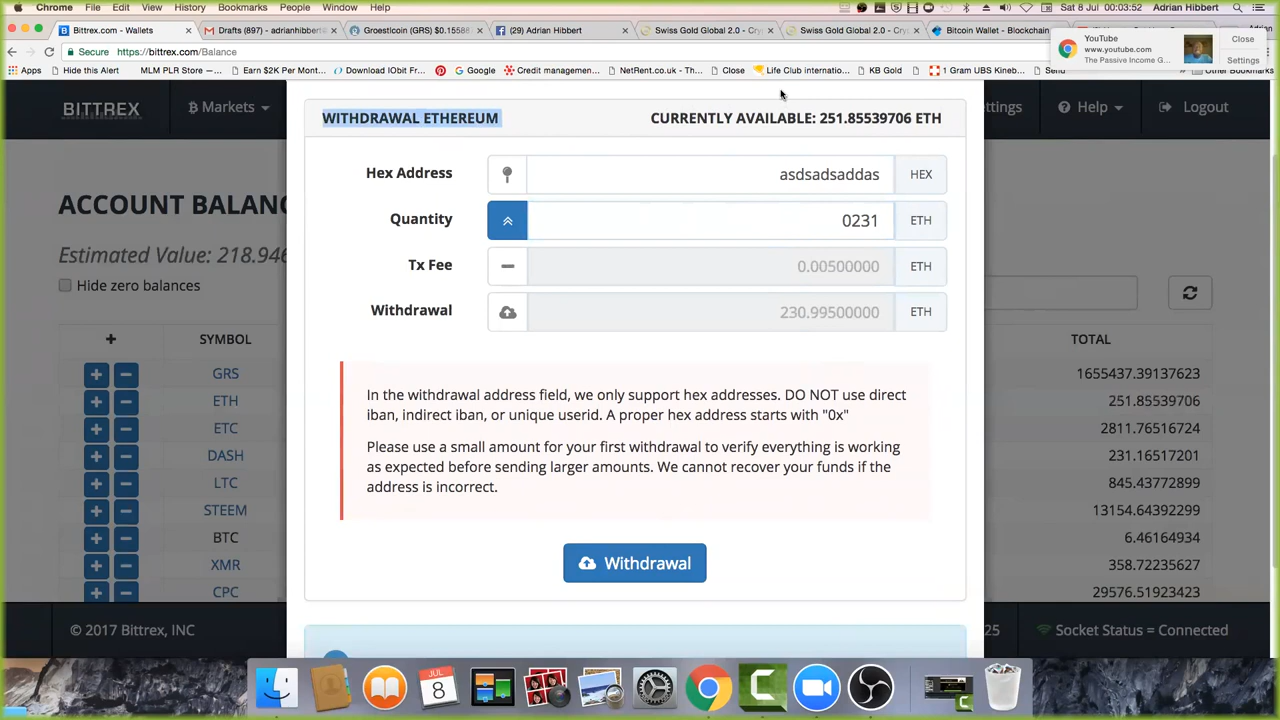 Chrome File Edit View History Bookmarks People Window Help Sat 8 Jul 00:03:52 Adrian Hibbert
Bittrex.com - Wallets Drafts (897) - adrianhibbert Groestlcoin (GRS) $0.15588 (29) Adrian Hibbert Swiss Gold Global 2.0 - Cre Swiss Gold Global 2.0 - Cre Bitcoin Wallet - Blockchain
Secure https://bittrex.com/Balance
YouTube
www.youtube.com
The Passive Income G...
Close
Settings
Apps Hide this Alert MLM PLR Store - Earn $2K Per Mont... Download IObit Fr... Google Credit managemen... NetRent.co.uk - Th... Close Life Club internatio... KB Gold 1 Gram UBS Kineb... Send Other Bookmarks
BITTREX Markets ettings Help Logout
ACCOUNT BALANC
Estimated Value: 218.946
Hide zero balances
+ SYMBOL TOTAL
GRS 1655437.39137623
ETH 251.85539706
ETC 2811.76516724
DASH 231.16517201
LTC 845.43772899
STEEM 13154.64392299
BTC 6.46164934
XMR 358.72235627
CPC 29576.51923423
WITHDRAWAL ETHEREUM CURRENTLY AVAILABLE: 251.85539706 ETH
Hex Address asdsadsaddas HEX
Quantity 0231 ETH
Tx Fee 0.00500000 ETH
Withdrawal 230.99500000 ETH
In the withdrawal address field, we only support hex addresses. DO NOT use direct
iban, indirect iban, or unique userid. A proper hex address starts with "0x"
Please use a small amount for your first withdrawal to verify everything is working
as expected before sending larger amounts. We cannot recover your funds if the
address is incorrect.
Withdrawal
© 2017 Bittrex, INC 25 Socket Status = Connected
JUL
8